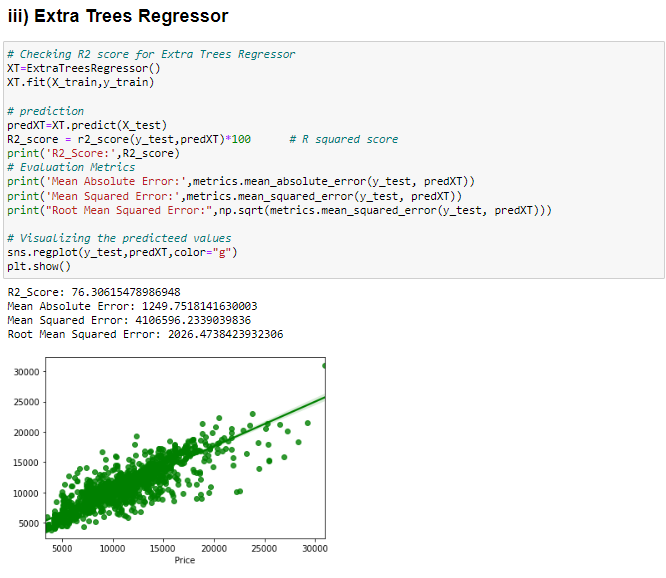 iii) Extra Trees Regressor
# Checking R2 score for Extra Trees Regressor
XT=ExtraTreesRegressor()
XT.fit(X_train,y_train)
# prediction
predXT=XT.predict(X_test)
R2_score = r2_score(y_test,predXT)*100      # R squared score
print('R2_Score:',R2_score)
# Evaluation Metrics
print('Mean Absolute Error:',metrics.mean_absolute_error(y_test, predXT))
print('Mean Squared Error:',metrics.mean_squared_error(y_test, predXT))
print("Root Mean Squared Error:",np.sqrt(metrics.mean_squared_error(y_test, predXT)))
# Visualizing the predicteed values
sns.regplot(y_test,predXT,color="g")
plt.show()
R2_Score: 76.30615478986948
Mean Absolute Error: 1249.7518141630003
Mean Squared Error: 4106596.2339039836
Root Mean Squared Error: 2026.4738423932306
30000
25000
20000
15000
10000
5000
5000 10000 15000 20000 25000 30000
Price